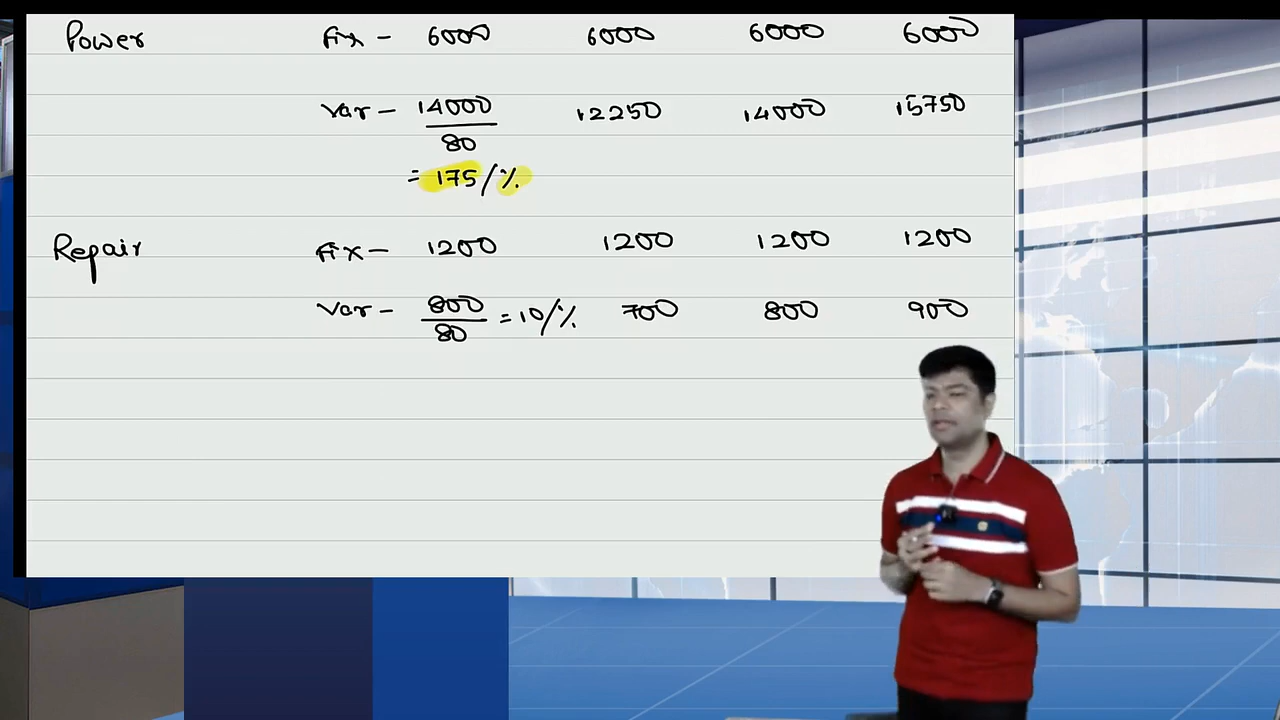 Power Fix - 6000 6000 6000 6000
Var - 14000 12250 14000 15750
80
= 175/%
Repair Fix - 1200 1200 1200 1200
Var - 800 = 10/% 700 800 900
80